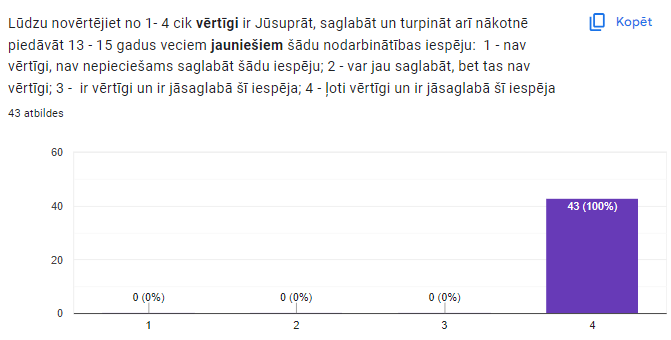 Lūdzu novērtējiet no 1- 4 cik vērtīgi ir Jūsuprāt, saglabāt un turpināt arī nākotnē
Kopēt
piedāvāt 13 - 15 gadus veciem jauniešiem šādu nodarbinātības iespēju:  1 - nav
vērtīgi, nav nepieciešams saglabāt šādu iespēju; 2 - var jau saglabāt, bet tas nav
vērtīgi; 3 -  ir vērtīgi un ir jāsaglabā šī iespēja; 4 - ļoti vērtīgi un ir jāsaglabā šī iespēja
43 atbildes
60
40
20
0
0 (0%)
0 (0%)
0 (0%)
43 (100%)
1
2
3
4